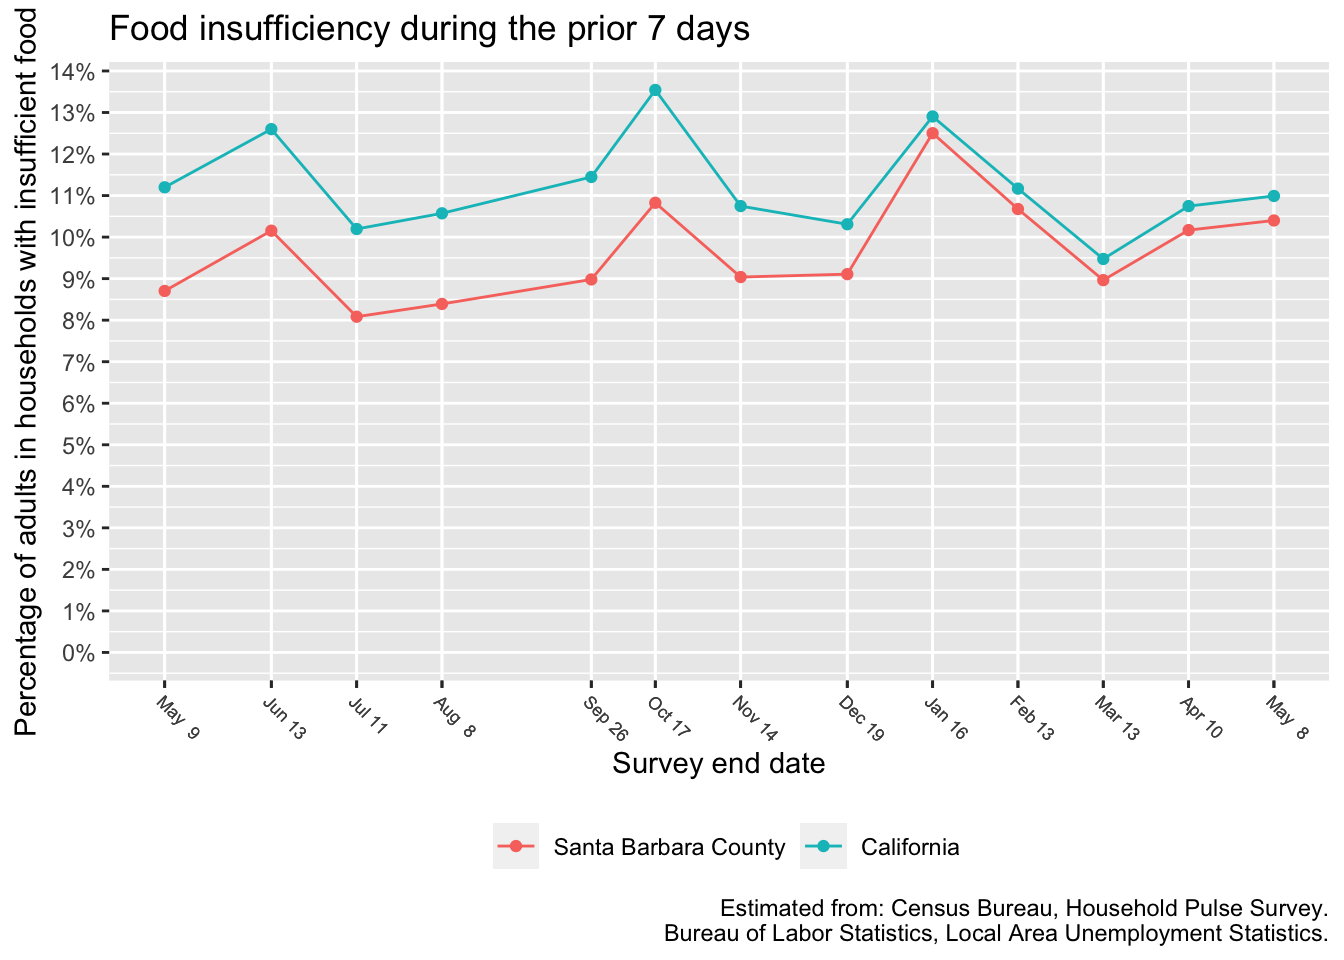 Food insufficiency during the prior 7 days
Percentage of adults in households with insufficient food
14%
13%
12%
11%
10%
9%
8%
7%
6%
5%
4%
3%
2%
1%
0%
May 9
Jun 13
Jul 11
Aug 8
Sep 26
Oct 17
Nov 14
Dec 19
Jan 16
Feb 13
Mar 13
Apr 10
May 8
Survey end date
Santa Barbara County
California
Estimated from: Census Bureau, Household Pulse Survey.
Bureau of Labor Statistics, Local Area Unemployment Statistics.